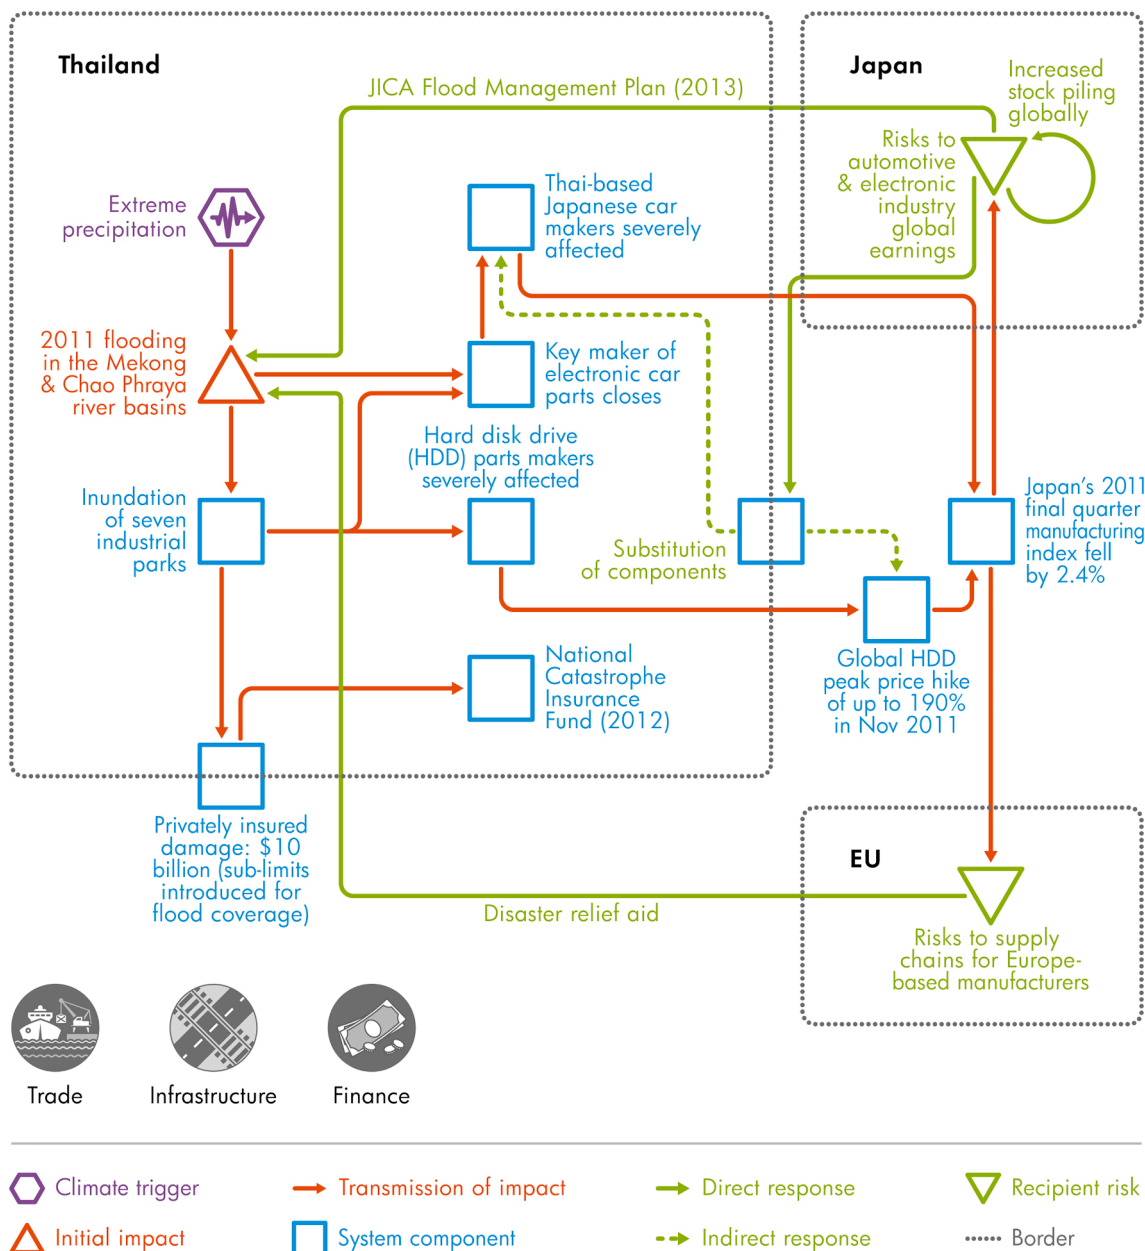 Thailand
Japan
JICA Flood Management Plan (2013)
Increased
stock piling
globally
Risks to
automotive
& electronic
industry
global
earnings
Extreme
precipitation
Thai-based
Japanese car
makers severely
affected
2011 flooding
in the Mekong
& Chao Phraya
river basins
Key maker of
electronic car
parts closes
Hard disk drive
(HDD) parts makers
severely affected
Inundation
of seven
industrial
parks
Substitution
of components
Japan's 2011
final quarter
manufacturing
index fell
by 2.4%
National
Catastrophe
Insurance
Fund (2012)
Global HDD
peak price hike
of up to 190%
in Nov 2011
Privately insured
damage: $10
billion (sub-limits
introduced for
flood coverage)
EU
Disaster relief aid
Risks to supply
chains for Europe-
based manufacturers
Trade
Infrastructure
Finance
Climate trigger
Transmission of impact
Direct response
Recipient risk
Initial impact
System component
Indirect response
Border